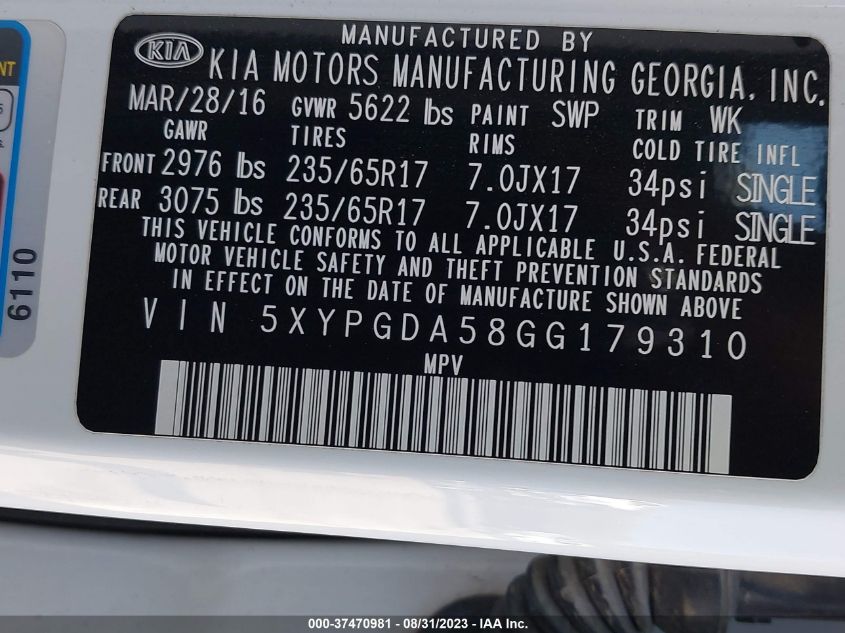 MANUFACTURED BY
KIA KIA MOTORS MANUFACTURING GEORGIA, INC.
MAR/28/16 GVWR 5622 lbs PAINT SWP TRIM WK
GAWR TIRES RIMS COLD TIRE INFL
FRONT 2976 lbs 235/65R17 7.0JX17 34psi SINGLE
REAR 3075 lbs 235/65R17 7.0JX17 34psi SINGLE
THIS VEHICLE CONFORMS TO ALL APPLICABLE U.S.A. FEDERAL
MOTOR VEHICLE SAFETY AND THEFT PREVENTION STANDARDS
IN EFFECT ON THE DATE OF MANUFACTURE SHOWN ABOVE
VIN 5XYPGDA58GG179310
MPV
6110
000-37470981 - 08/31/2023 - IAA Inc.